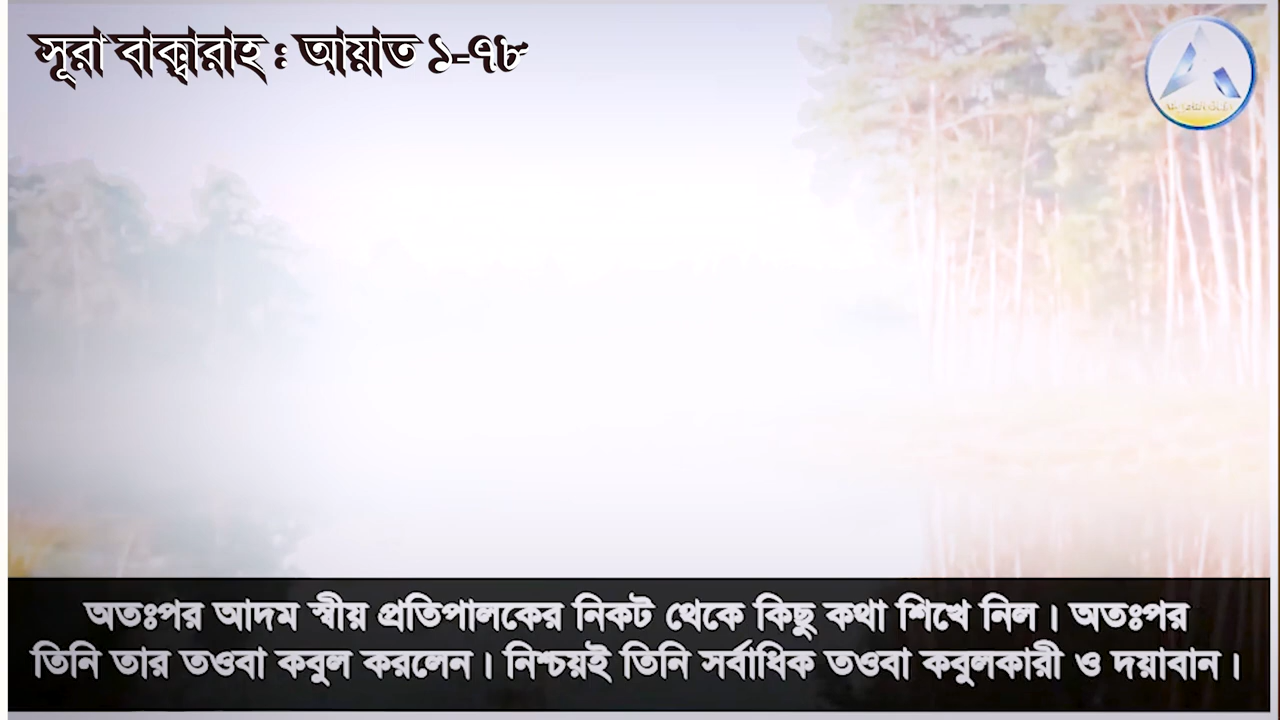 সূরা বাক্বারাহ : আয়াত ১-৭৮
অতঃপর আদম স্বীয় প্রতিপালকের নিকট থেকে কিছু কথা শিখে নিল। অতঃপর
তিনি তার তওবা কবুল করলেন। নিশ্চয়ই তিনি সর্বাধিক তওবা কবুলকারী ও দয়াবান।